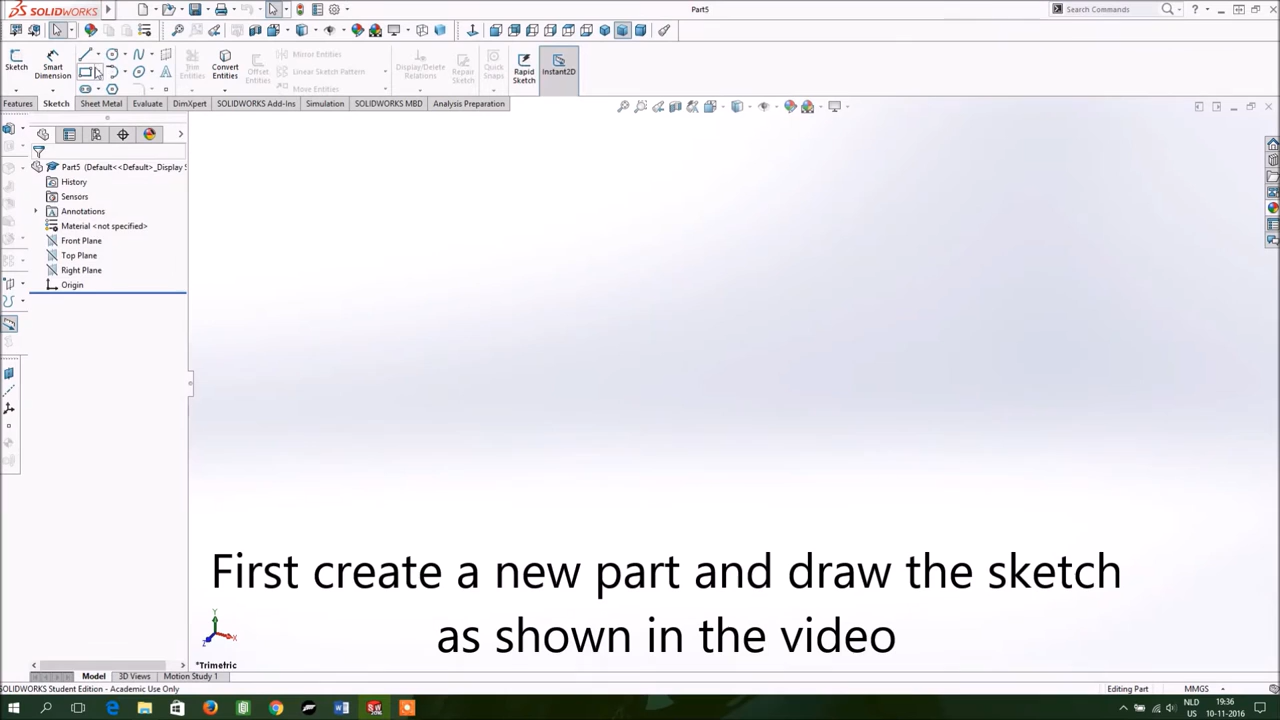 SOLIDWORKS
Part5
Search Commands
Sketch
Smart Dimension
Trim Entities
Convert Entities
Offset Entities
Mirror Entities
Linear Sketch Pattern
Move Entities
Display/Delete Relations
Repair Sketch
Quick Snaps
Rapid Sketch
Instant2D
Features Sketch Sheet Metal Evaluate DimXpert SOLIDWORKS Add-Ins Simulation SOLIDWORKS MBD Analysis Preparation
Part5 (Default<<Default>_Display S
History
Sensors
Annotations
Material <not specified>
Front Plane
Top Plane
Right Plane
Origin
First create a new part and draw the sketch
as shown in the video
Y
X
Z
*Trimetric
Model 3D Views Motion Study 1
SOLIDWORKS Student Edition - Academic Use Only
Editing Part MMGS
NLD 19:36
US 10-11-2016